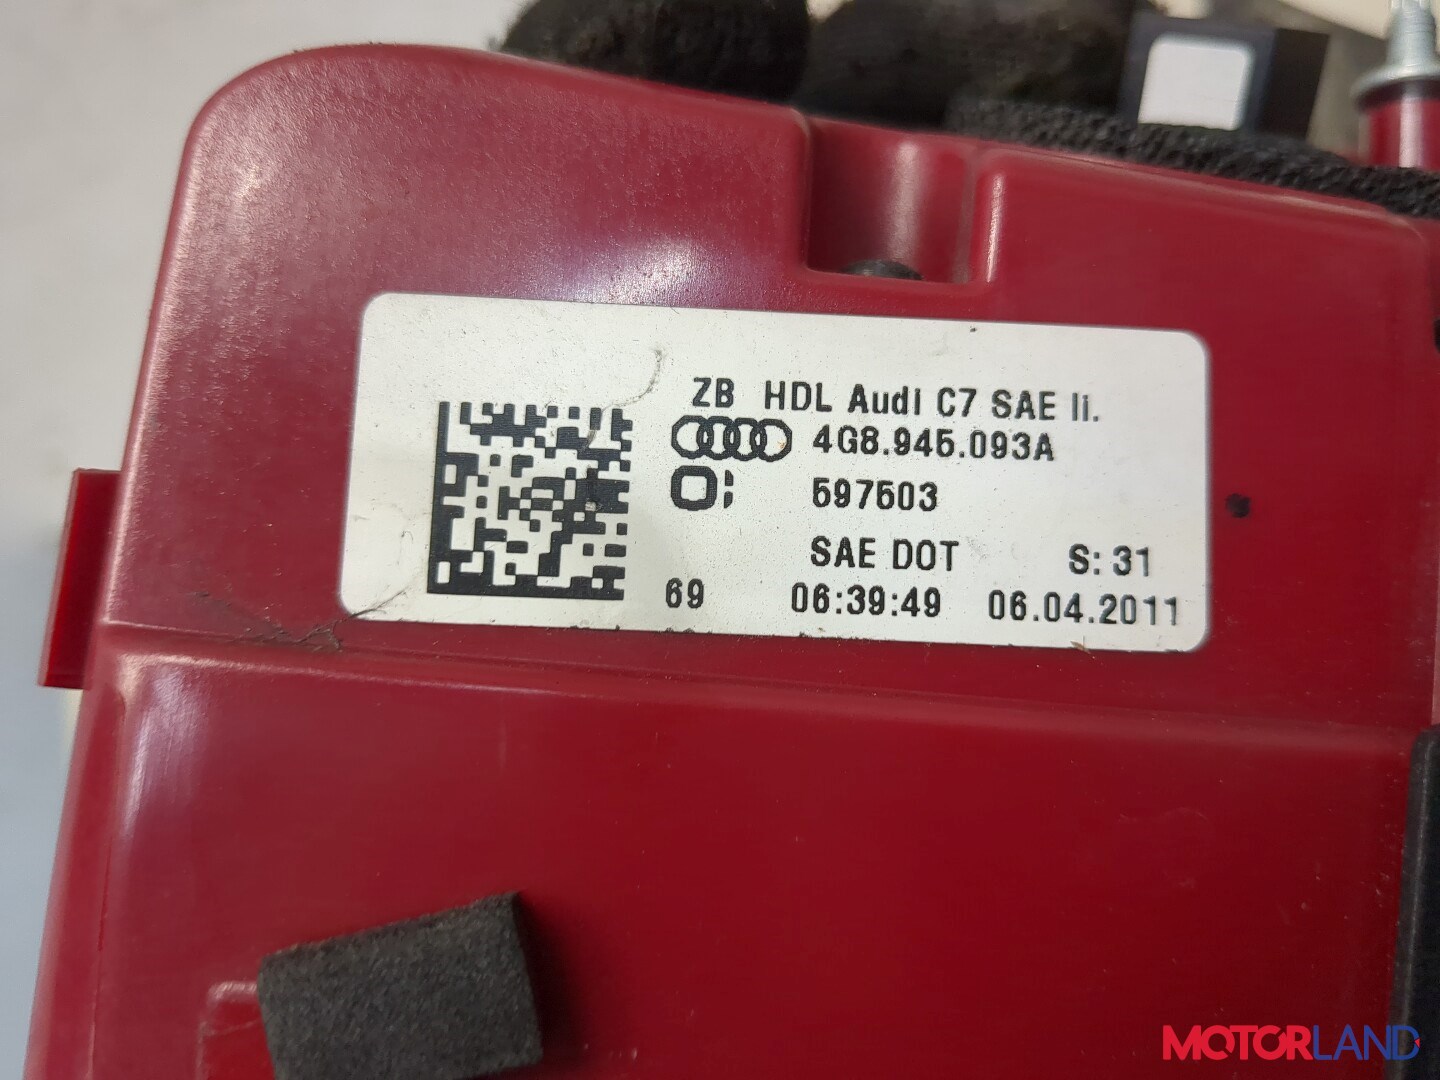 ZB HDL Audi C7 SAE li.
4G8.945.093A
O: 597503
SAE DOT S: 31
69 06:39:49 06.04.2011
MOTORLAND